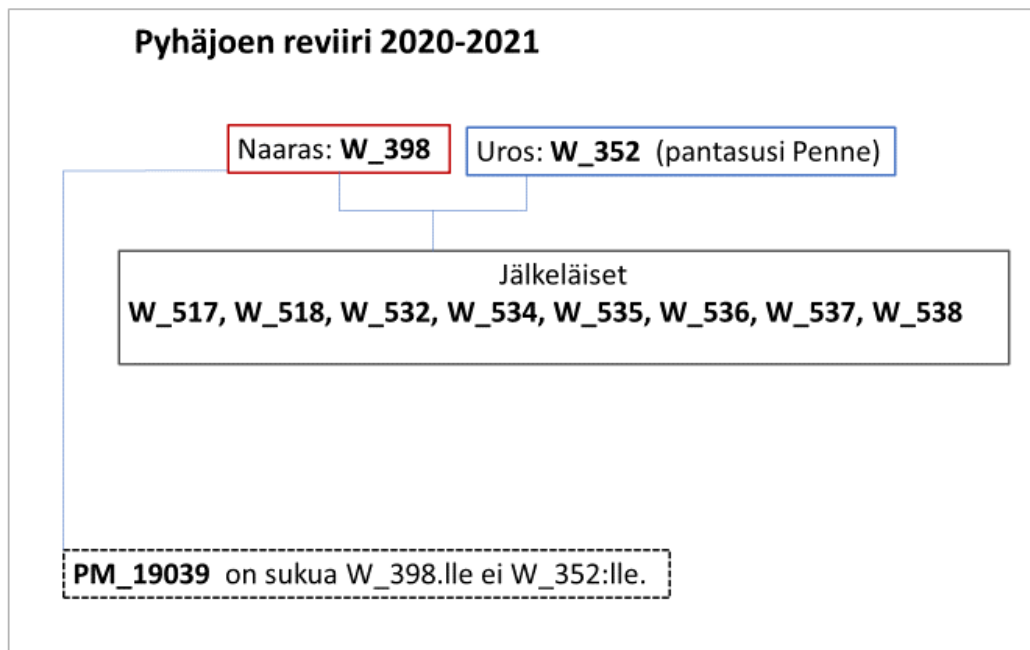 Pyhäjoen reviiri 2020-2021
Naaras: W_398
Uros: W_352 (pantasusi Penne)
Jälkeläiset
W_517, W_518, W_532, W_534, W_535, W_536, W_537, W_538
PM_19039 on sukua W_398.lle ei W_352:lle.